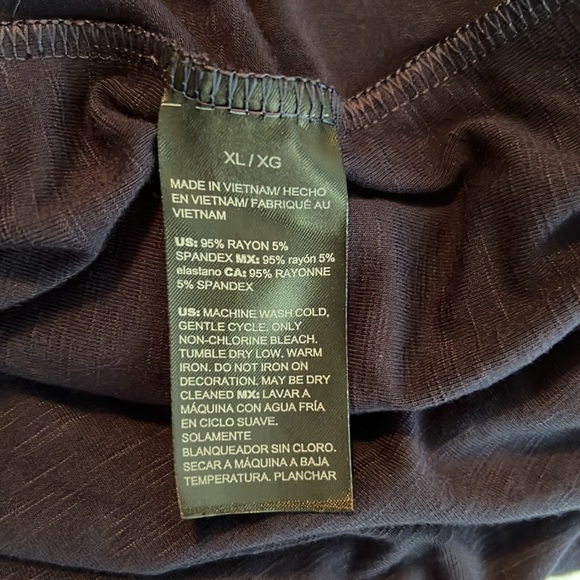 XL / XG
MADE IN VIETNAM/ HECHO
EN VIETNAM/ FABRIQUÉ AU
VIETNAM
US: 95% RAYON 5%
SPANDEX MX: 95% rayón 5%
elastano CA: 95% RAYONNE
5% SPANDEX
US: MACHINE WASH COLD,
GENTLE CYCLE. ONLY
NON-CHLORINE BLEACH.
TUMBLE DRY LOW. WARM
IRON. DO NOT IRON ON
DECORATION. MAY BE DRY
CLEANED MX: LAVAR A
MÁQUINA CON AGUA FRÍA
EN CICLO SUAVE.
SOLAMENTE
BLANQUEADOR SIN CLORO.
SECAR A MÁQUINA A BAJA
TEMPERATURA. PLANCHAR